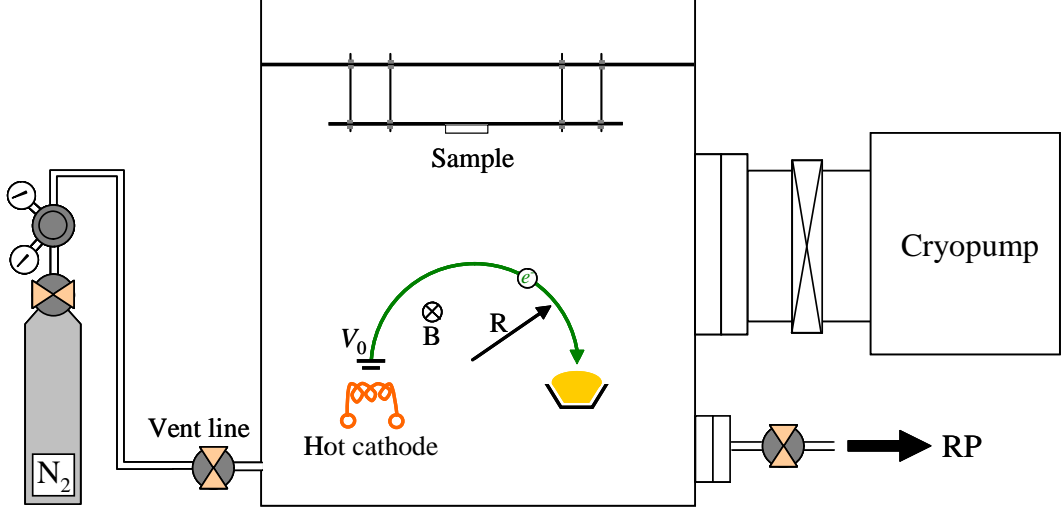 Sample
Cryopump
e
V₀
B
R
Vent line
Hot cathode
N₂
RP